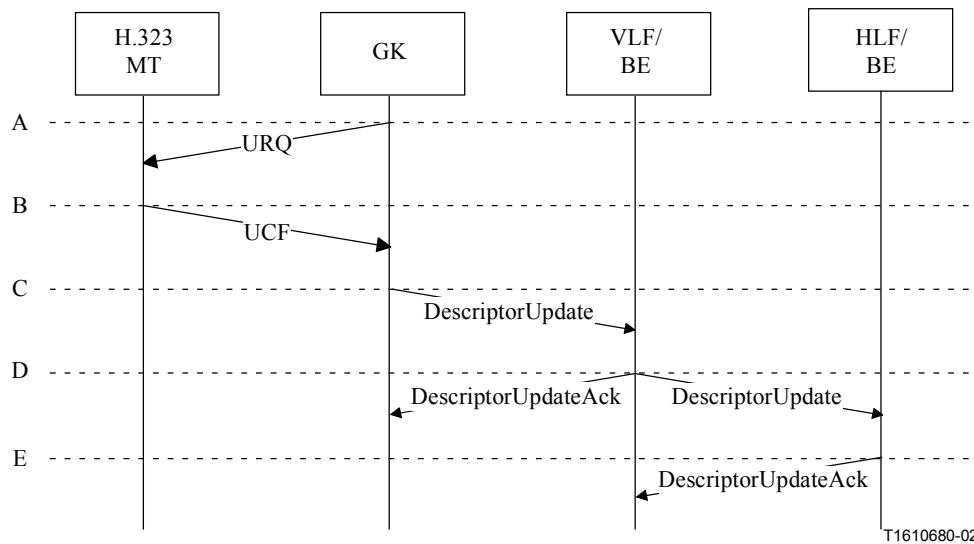 H.323
MT
GK
VLF/
BE
HLF/
BE
A
URQ
B
UCF
C
DescriptorUpdate
D
DescriptorUpdateAck
DescriptorUpdate
E
DescriptorUpdateAck
T1610680-02